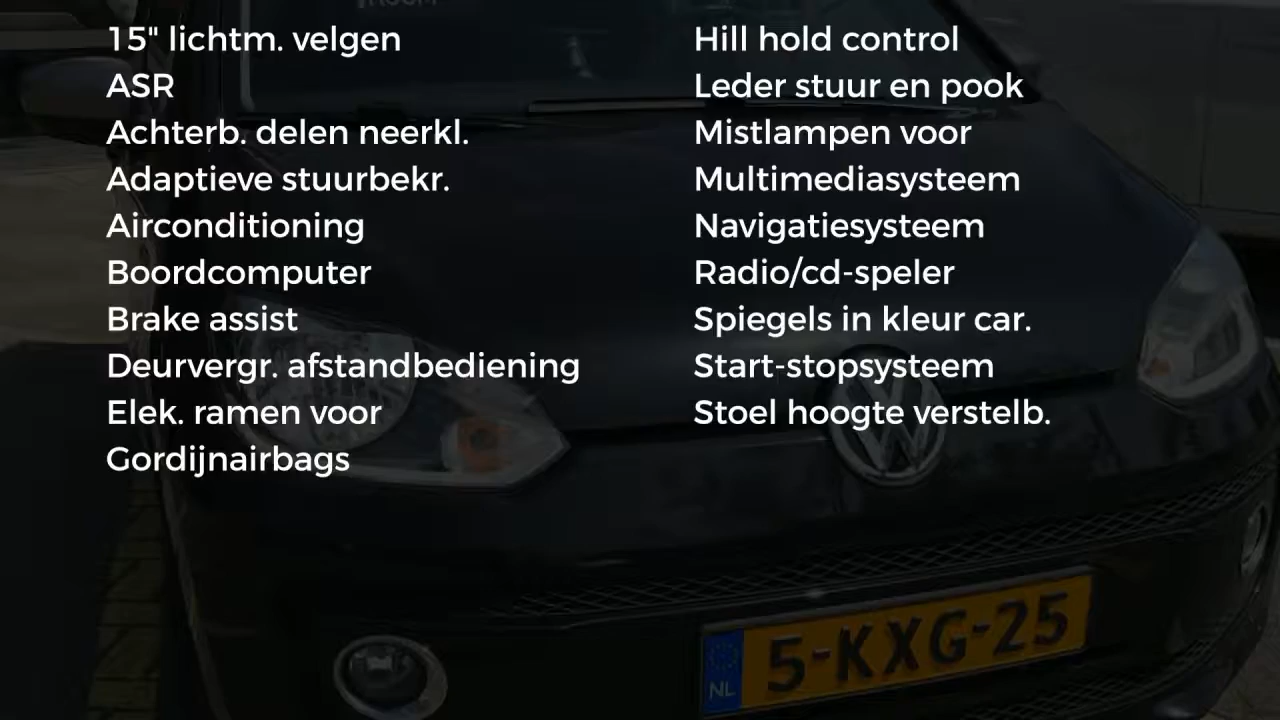 15" lichtm. velgen
ASR
Achterb. delen neerkl.
Adaptieve stuurbekr.
Airconditioning
Boordcomputer
Brake assist
Deurvergr. afstandbediening
Elek. ramen voor
Gordijnairbags
Hill hold control
Leder stuur en pook
Mistlampen voor
Multimediasysteem
Navigatiesysteem
Radio/cd-speler
Spiegels in kleur car.
Start-stopsysteem
Stoel hoogte verstelb.
NL 5-KXG-25